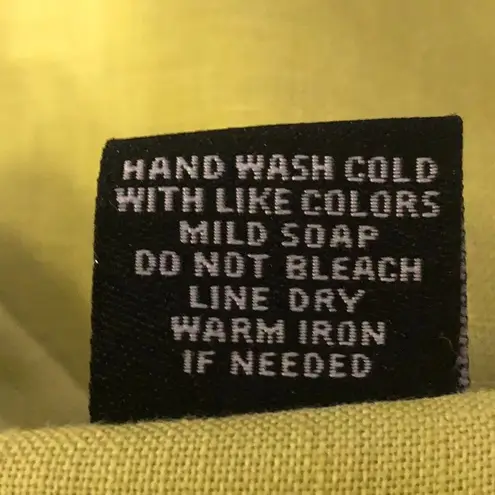 HAND WASH COLD
WITH LIKE COLORS
MILD SOAP
DO NOT BLEACH
LINE DRY
WARM IRON
IF NEEDED